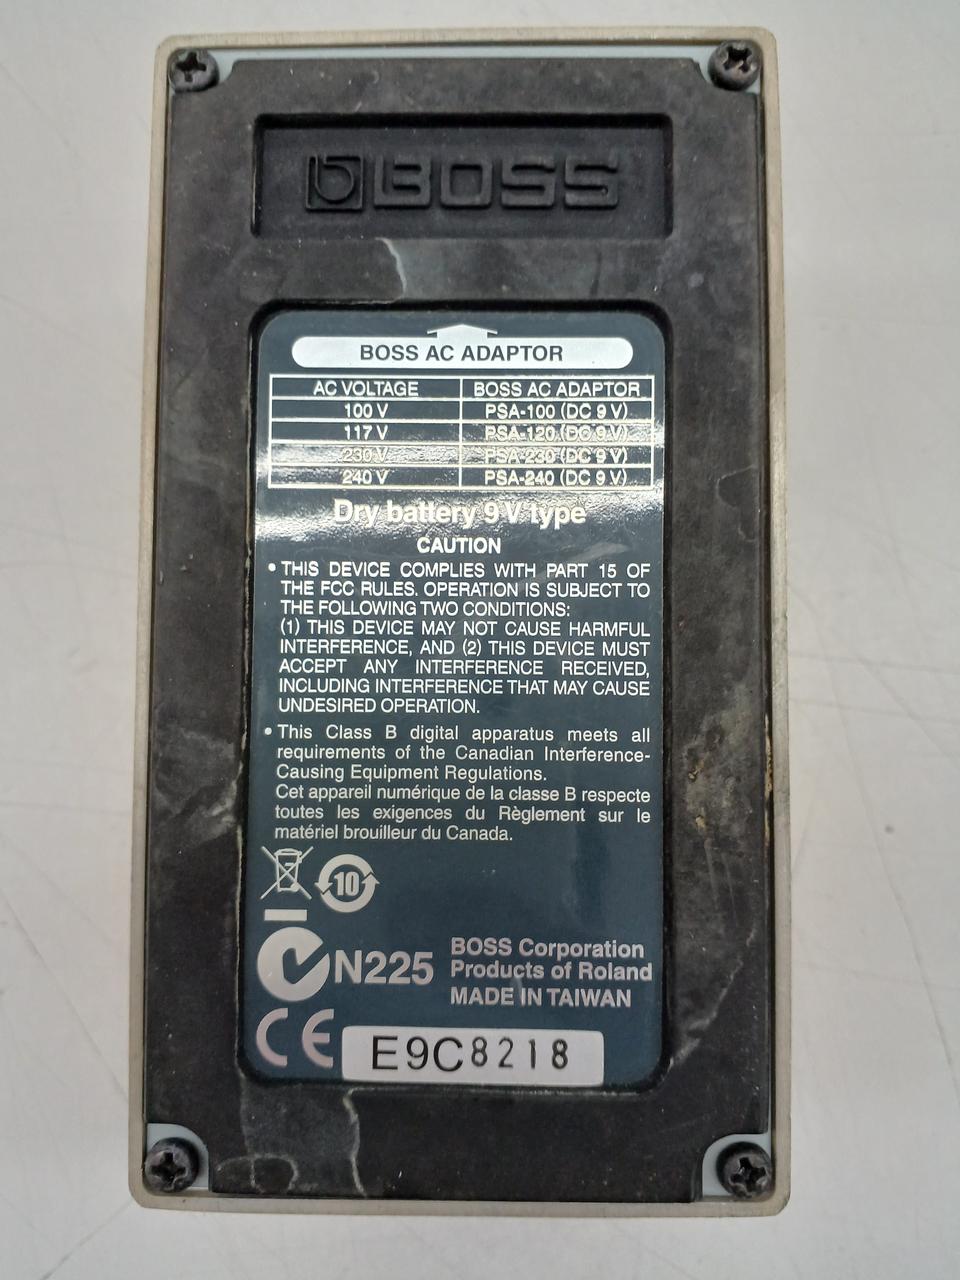 BOSS
BOSS AC ADAPTOR
AC VOLTAGE BOSS AC ADAPTOR
100 V PSA-100 (DC 9 V)
117 V PSA-120 (DC 9 V)
230 V PSA-230 (DC 9 V)
240 V PSA-240 (DC 9 V)
Dry battery 9 V type
CAUTION
• THIS DEVICE COMPLIES WITH PART 15 OF
THE FCC RULES. OPERATION IS SUBJECT TO
THE FOLLOWING TWO CONDITIONS:
(1) THIS DEVICE MAY NOT CAUSE HARMFUL
INTERFERENCE, AND (2) THIS DEVICE MUST
ACCEPT ANY INTERFERENCE RECEIVED,
INCLUDING INTERFERENCE THAT MAY CAUSE
UNDESIRED OPERATION.
• This Class B digital apparatus meets all
requirements of the Canadian Interference-
Causing Equipment Regulations.
Cet appareil numérique de la classe B respecte
toutes les exigences du Règlement sur le
matériel brouilleur du Canada.
10
N225
BOSS Corporation
Products of Roland
MADE IN TAIWAN
CE
E9C8218